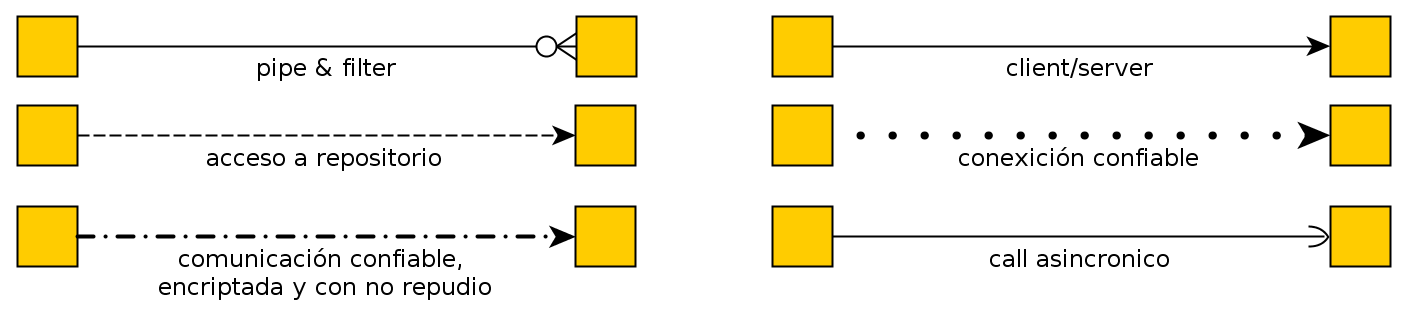 pipe & filter
client/server
acceso a repositorio
conexición confiable
comunicación confiable,
encriptada y con no repudio
call asincronico